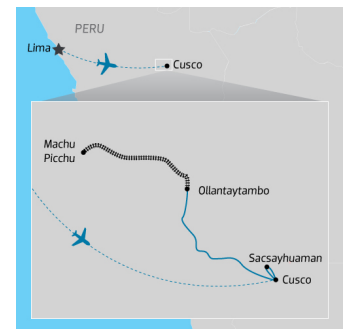 PERU
Lima
Cusco
Machu
Picchu
Ollantaytambo
Sacsayhuaman
Cusco